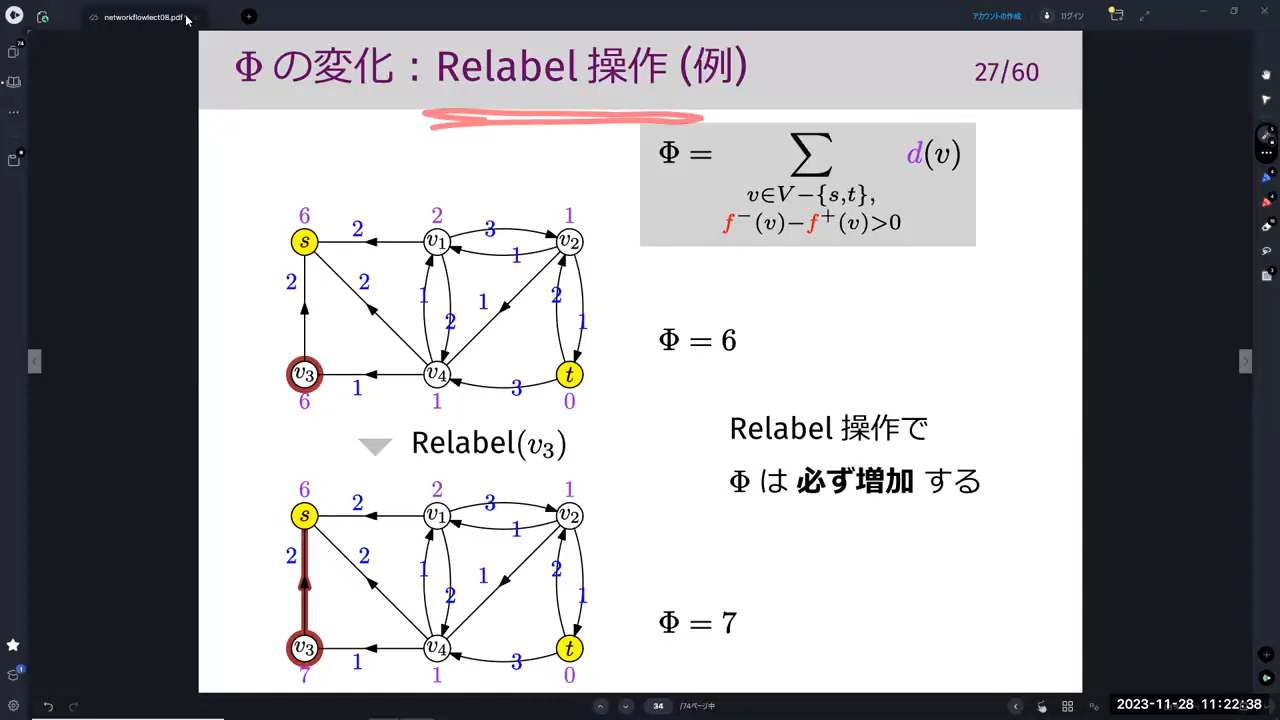 networkflowlect08.pdf
アカウントの作成
ログイン
74
Φ の変化：Relabel 操作 (例)
27/60
Φ = ∑ d(v)
v∈V−{s,t},
f⁻(v)−f⁺(v)>0
6 2 1
s 2 v₁ 3 v₂
1
2 2 1 2 1 2 1
v₃ 1 v₄ 3 t
6 1 0
Φ = 6
Relabel 操作で
Φ は 必ず増加 する
Relabel(v₃)
6 2 1
s 2 v₁ 3 v₂
1
2 2 1 2 1 2 1
v₃ 1 v₄ 3 t
7 1 0
Φ = 7
34 /74ページ中
2023-11-28 11:22:38